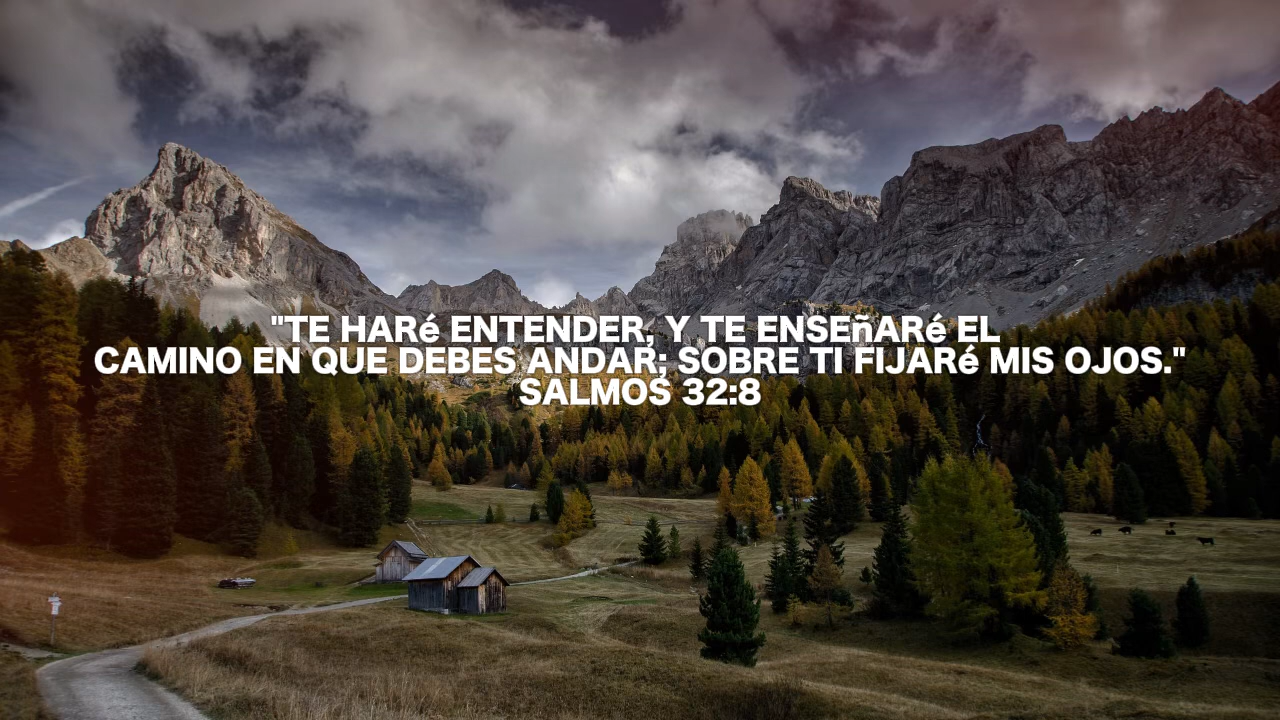 "TE HARé ENTENDER, Y TE ENSEñARé EL
CAMINO EN QUE DEBES ANDAR; SOBRE TI FIJARé MIS OJOS."
SALMOS 32:8